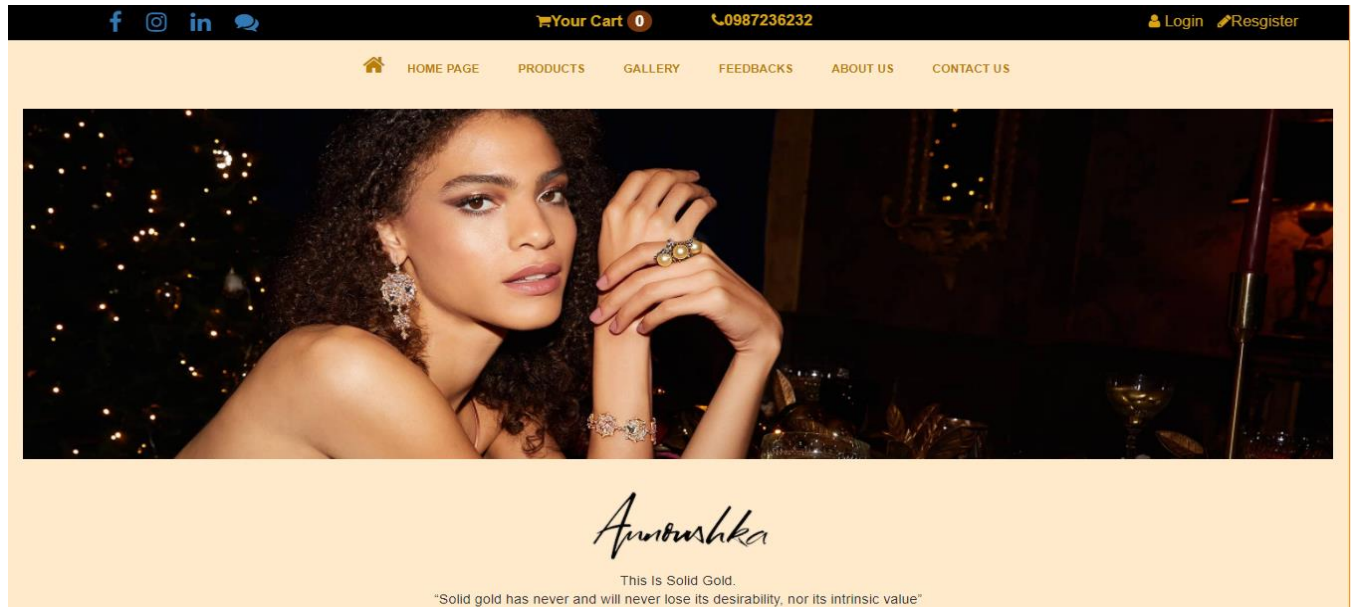 Your Cart 0 0987236232 Login Resgister
HOME PAGE PRODUCTS GALLERY FEEDBACKS ABOUT US CONTACT US
Annoushka
This Is Solid Gold.
“Solid gold has never and will never lose its desirability, nor its intrinsic value”